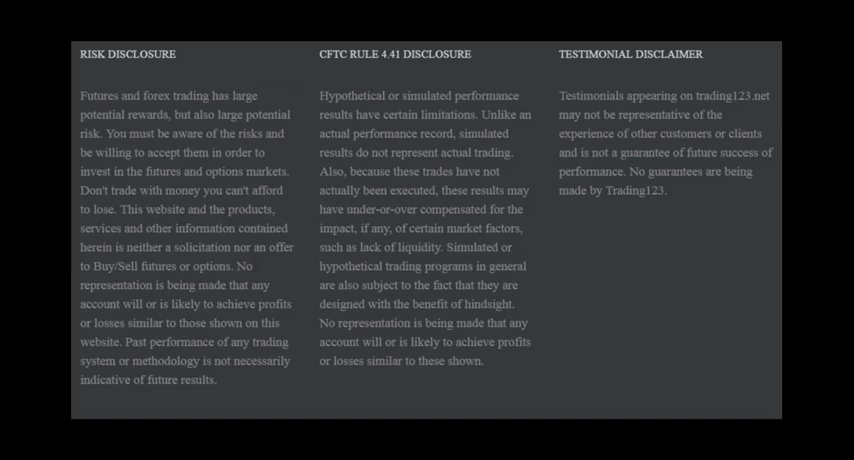 RISK DISCLOSURE
Futures and forex trading has large
potential rewards, but also large potential
risk. You must be aware of the risks and
be willing to accept them in order to
invest in the futures and options markets.
Don't trade with money you can't afford
to lose. This website and the products,
services and other information contained
herein is neither a solicitation nor an offer
to Buy/Sell futures or options. No
representation is being made that any
account will or is likely to achieve profits
or losses similar to those shown on this
website. Past performance of any trading
system or methodology is not necessarily
indicative of future results.
CFTC RULE 4.41 DISCLOSURE
Hypothetical or simulated performance
results have certain limitations. Unlike an
actual performance record, simulated
results do not represent actual trading.
Also, because these trades have not
actually been executed, these results may
have under-or-over compensated for the
impact, if any, of certain market factors,
such as lack of liquidity. Simulated or
hypothetical trading programs in general
are also subject to the fact that they are
designed with the benefit of hindsight.
No representation is being made that any
account will or is likely to achieve profits
or losses similar to these shown.
TESTIMONIAL DISCLAIMER
Testimonials appearing on trading123.net
may not be representative of the
experience of other customers or clients
and is not a guarantee of future success of
performance. No guarantees are being
made by Trading123.